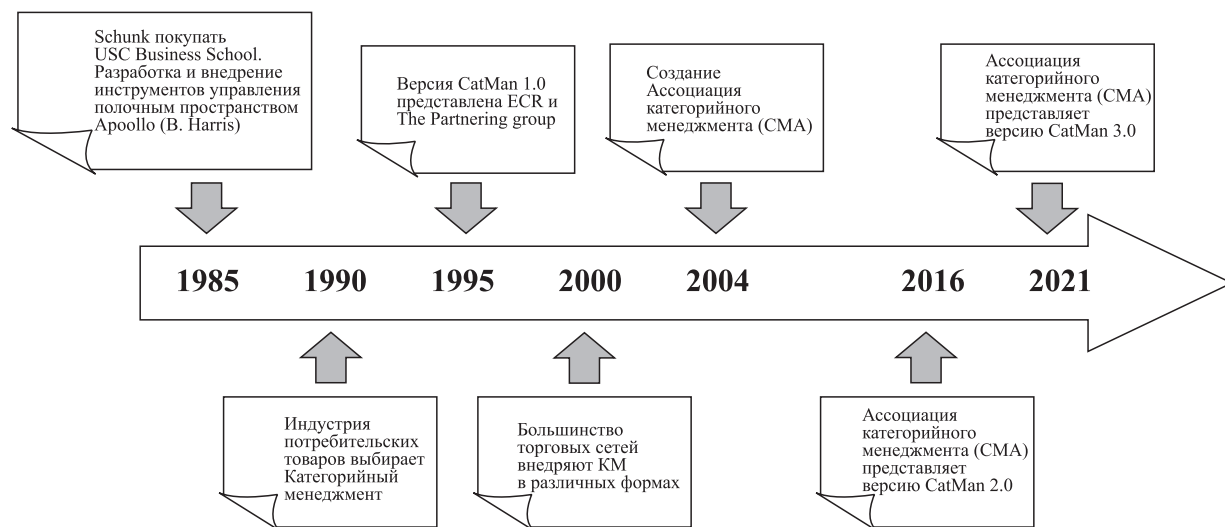 Schunk покупать
USC Business School.
Разработка и внедрение
инструментов управления
полочным пространством
Apoollo (B. Harris)
Версия CatMan 1.0
представлена ECR и
The Partnering group
Создание
Ассоциация
категорийного
менеджмента (CMA)
Ассоциация
категорийного
менеджмента (CMA)
представляет
версию CatMan 3.0
1985 1990 1995 2000 2004 2016 2021
Индустрия
потребительских
товаров выбирает
Категорийный
менеджмент
Большинство
торговых сетей
внедряют КМ
в различных формах
Ассоциация
категорийного
менеджмента (CMA)
представляет
версию CatMan 2.0